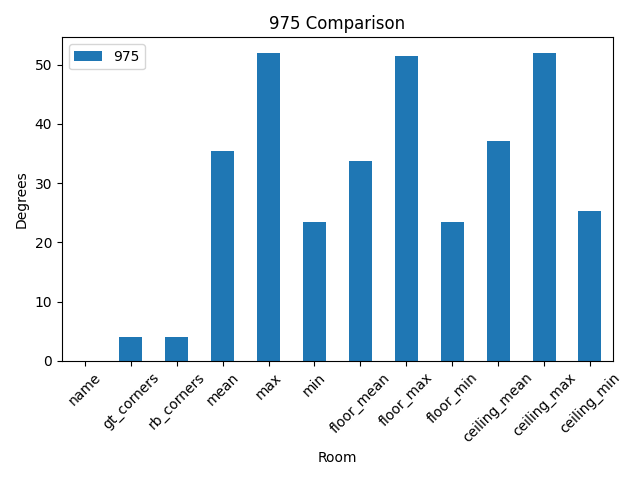 975 Comparison
975
Degrees
50
40
30
20
10
0
name
gt_corners
rb_corners
mean
max
min
floor_mean
floor_max
floor_min
ceiling_mean
ceiling_max
ceiling_min
Room